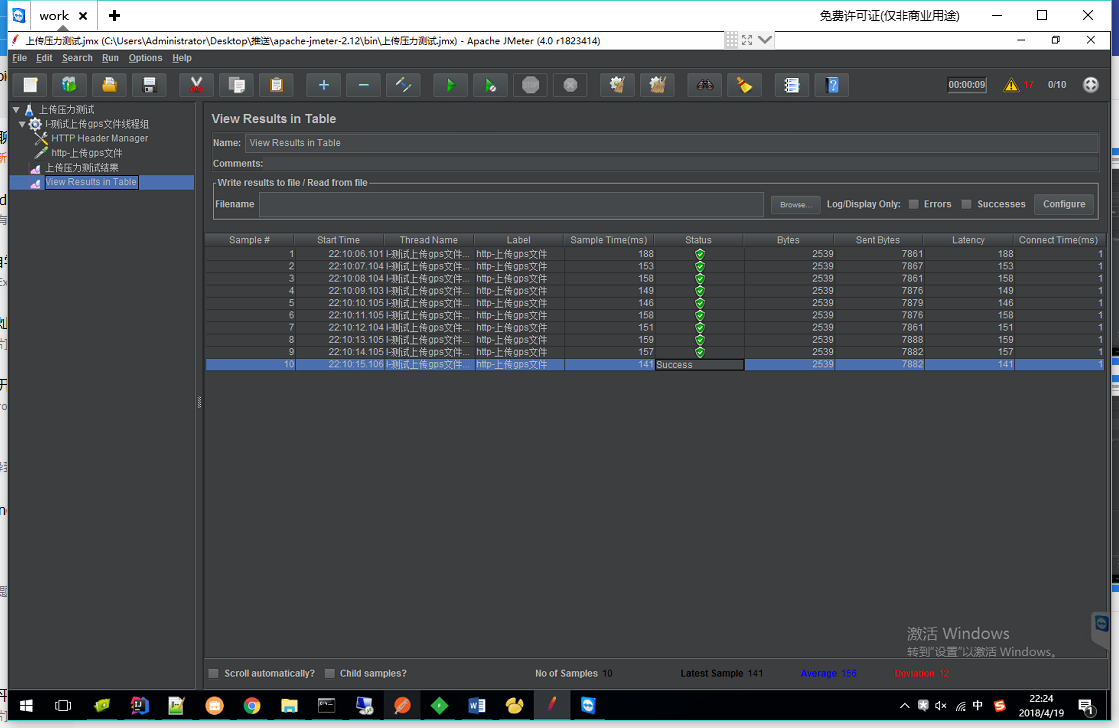 work
免费许可证(仅非商业用途)
上传压力测试.jmx (C:\Users\Administrator\Desktop\推送\apache-jmeter-2.12\bin\上传压力测试.jmx) - Apache JMeter (4.0 r1823414)
File Edit Search Run Options Help
00:00:09 17 0/10
上传压力测试
I-测试上传gps文件线程组
HTTP Header Manager
http-上传gps文件
上传压力测试结果
View Results in Table
View Results in Table
Name: View Results in Table
Comments:
Write results to file / Read from file
Filename Browse... Log/Display Only: Errors Successes Configure
Sample # Start Time Thread Name Label Sample Time(ms) Status Bytes Sent Bytes Latency Connect Time(ms)
1 22:10:06.101 I-测试上传gps文件... http-上传gps文件 188 2539 7861 188 1
2 22:10:07.104 I-测试上传gps文件... http-上传gps文件 153 2539 7867 153 1
3 22:10:08.104 I-测试上传gps文件... http-上传gps文件 158 2539 7861 158 1
4 22:10:09.103 I-测试上传gps文件... http-上传gps文件 149 2539 7876 149 1
5 22:10:10.105 I-测试上传gps文件... http-上传gps文件 146 2539 7879 146 1
6 22:10:11.105 I-测试上传gps文件... http-上传gps文件 158 2539 7876 158 1
7 22:10:12.104 I-测试上传gps文件... http-上传gps文件 151 2539 7861 151 1
8 22:10:13.105 I-测试上传gps文件... http-上传gps文件 159 2539 7888 159 1
9 22:10:14.105 I-测试上传gps文件... http-上传gps文件 157 2539 7882 157 1
10 22:10:15.106 I-测试上传gps文件... http-上传gps文件 141 Success 2539 7882 141 1
激活 Windows
转到"设置"以激活 Windows。
Scroll automatically? Child samples? No of Samples 10 Latest Sample 141 Average 156 Deviation 12
中
22:24
2018/4/19
1